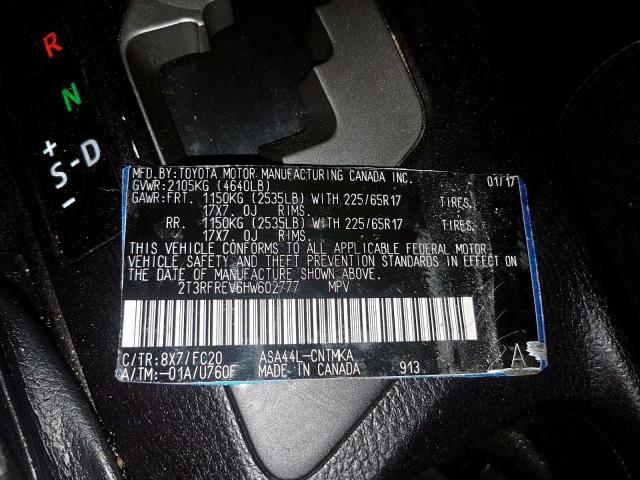 R
N
+
S-D
-
MFD.BY:TOYOTA MOTOR MANUFACTURING CANADA INC.
GVWR:2105KG (4640LB) 01/17
GAWR:FRT. 1150KG (2535LB) WITH 225/65R17 TIRES.
17X7.0J RIMS.
RR. 1150KG (2535LB) WITH 225/65R17 TIRES.
17X7.0J RIMS.
THIS VEHICLE CONFORMS TO ALL APPLICABLE FEDERAL MOTOR
VEHICLE SAFETY AND THEFT PREVENTION STANDARDS IN EFFECT ON
THE DATE OF MANUFACTURE SHOWN ABOVE.
2T3RFREV6HW602777 MPV
C/TR:8X7/FC20 ASA44L-CNTMKA
A/TM:-01A/U760F MADE IN CANADA 913
A